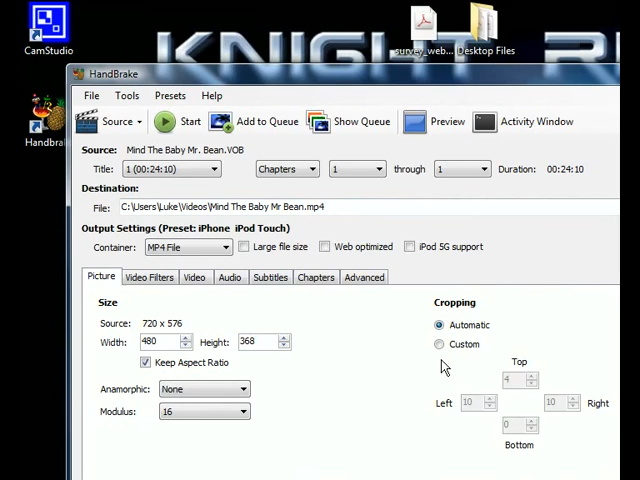 CamStudio
survey_web...
Desktop Files
KNIGHT R
HandBrake
Handbrak
File Tools Presets Help
Source Start Add to Queue Show Queue Preview Activity Window
Source: Mind The Baby Mr. Bean.VOB
Title: 1 (00:24:10) Chapters 1 through 1 Duration: 00:24:10
Destination:
File: C:\Users\Luke\Videos\Mind The Baby Mr Bean.mp4
Output Settings (Preset: iPhone iPod Touch)
Container: MP4 File Large file size Web optimized iPod 5G support
Picture Video Filters Video Audio Subtitles Chapters Advanced
Size Cropping
Source: 720 x 576 Automatic
Width: 480 Height: 368 Custom
Keep Aspect Ratio Top
4
Anamorphic: None
Left 10 10 Right
Modulus: 16
0
Bottom